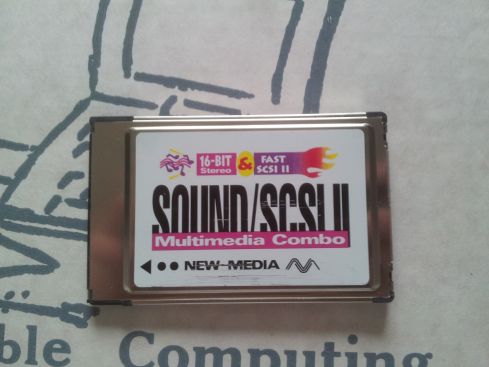 16-BIT
Stereo
&
FAST
SCSI II
SOUND/SCSI II
Multimedia Combo
NEW MEDIA
ble Computing